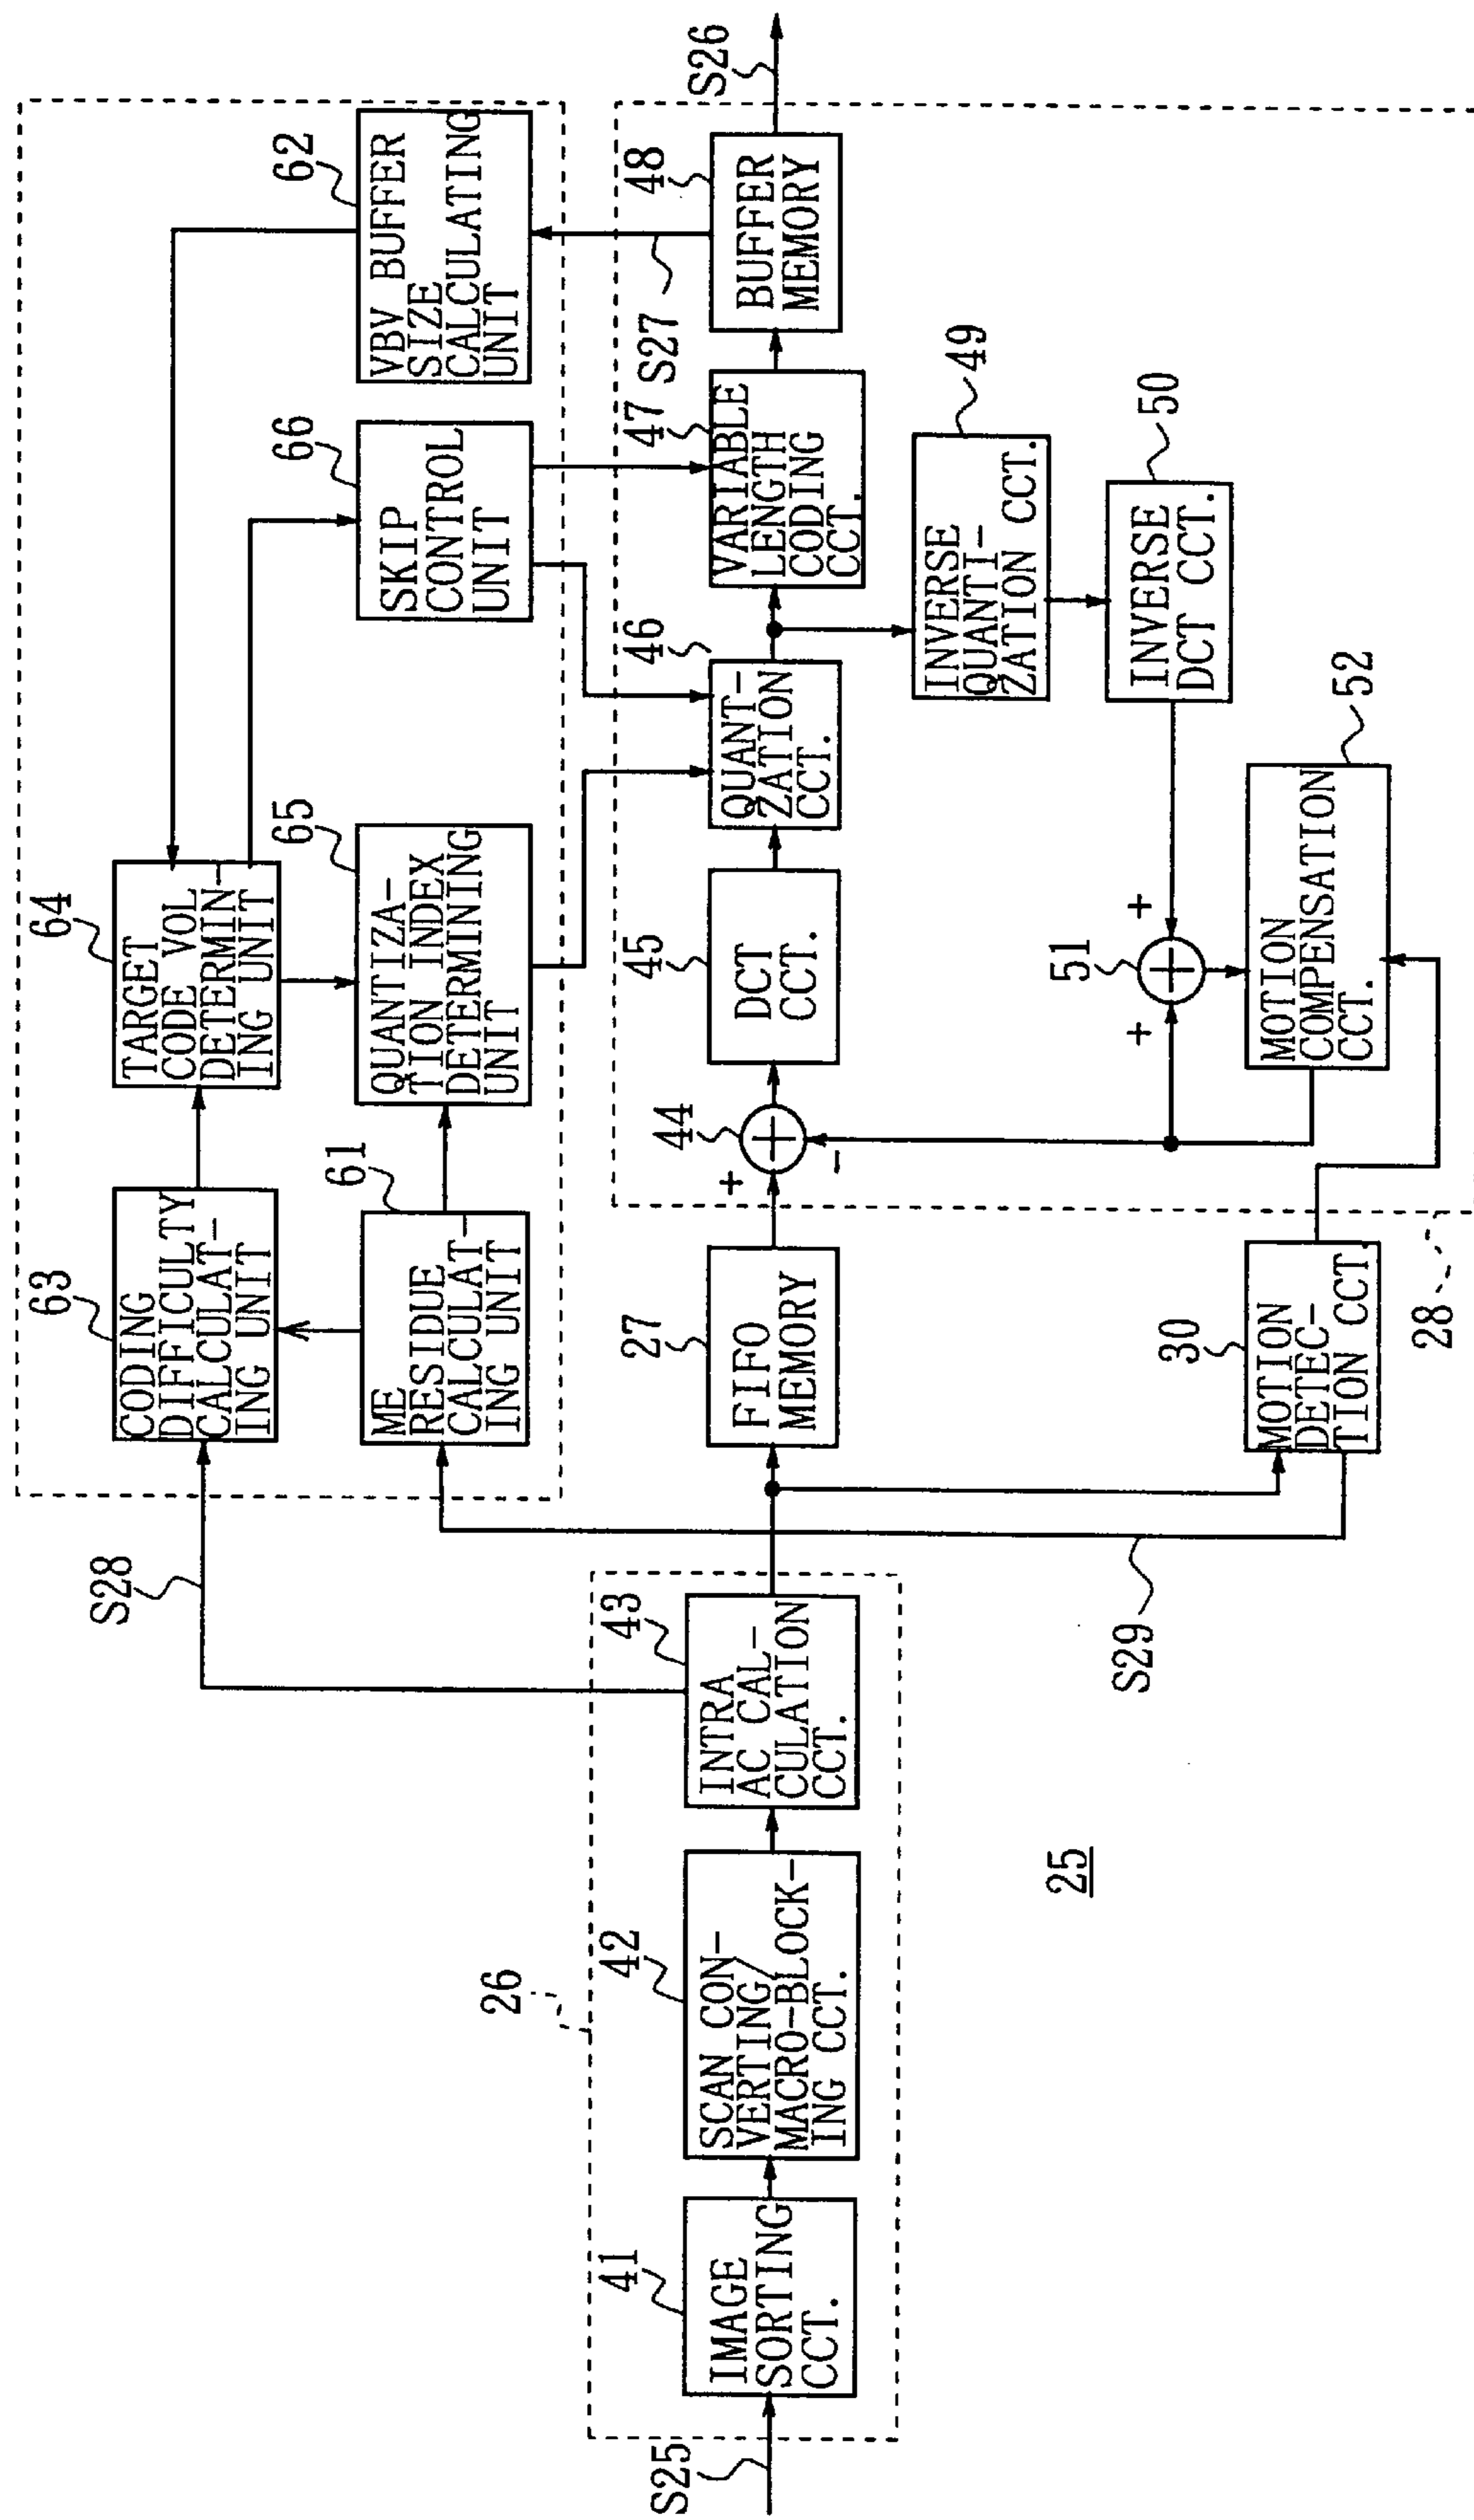 25
S25
26
41
IMAGE
SORTING
CCT.
42
SCAN CON-
VERTING/
MACRO-BLOCK-
ING CCT.
43
INTRA
AC CAL-
CULATION
CCT.
S28
S29
63
CODING
DIFFICULTY
CALCULAT-
ING UNIT
61
ME
RESIDUE
CALCULAT-
ING UNIT
64
TARGET
CODE VOL
DETERMIN-
ING UNIT
65
QUANTIZA-
TION INDEX
DETERMINING
UNIT
66
SKIP
CONTROL
UNIT
62
VBV BUFFER
SIZE
CALCULATING
UNIT
27
FIFO
MEMORY
30
MOTION
DETEC-
TION CCT.
28
44
+
-
45
DCT
CCT.
46
QUANT-
ZATION
CCT.
47
VARIABLE
LENGTH
CODING
CCT.
S27
48
BUFFER
MEMORY
S26
49
INVERSE
QUANTI-
ZATION CCT.
50
INVERSE
DCT CCT.
51
+
+
52
MOTION
COMPENSATION
CCT.